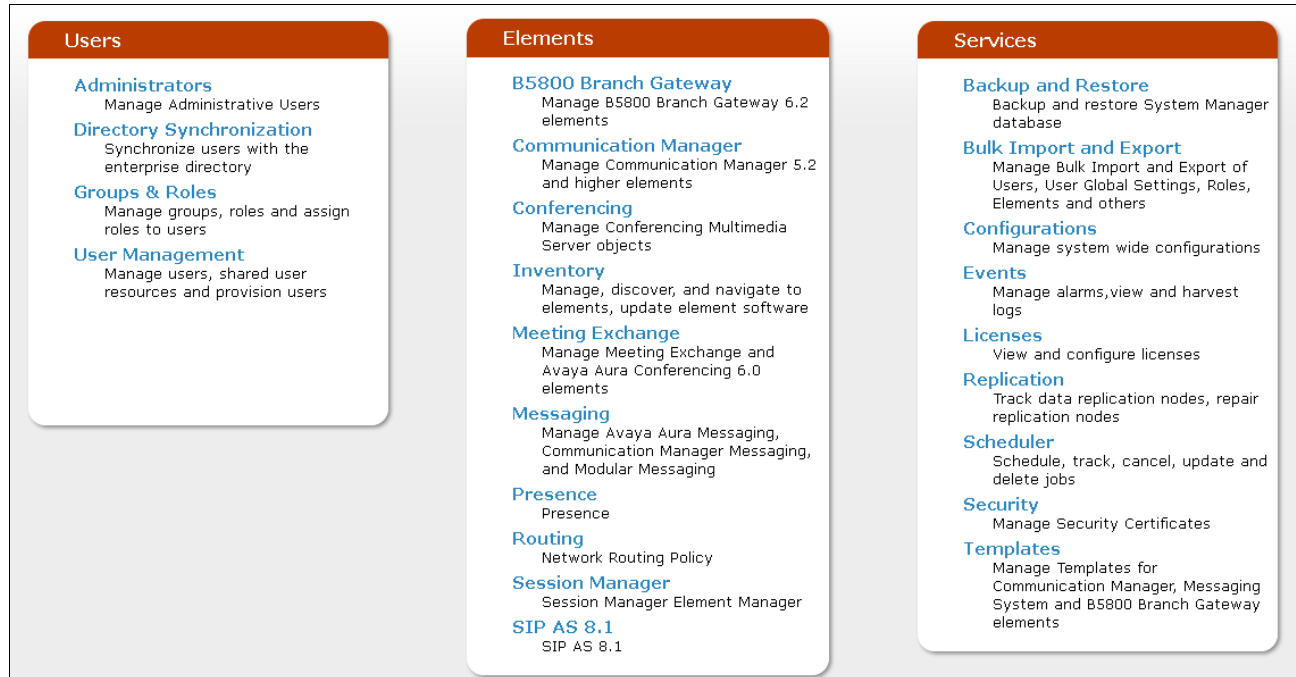 Users
Administrators
Manage Administrative Users
Directory Synchronization
Synchronize users with the
enterprise directory
Groups & Roles
Manage groups, roles and assign
roles to users
User Management
Manage users, shared user
resources and provision users
Elements
B5800 Branch Gateway
Manage B5800 Branch Gateway 6.2
elements
Communication Manager
Manage Communication Manager 5.2
and higher elements
Conferencing
Manage Conferencing Multimedia
Server objects
Inventory
Manage, discover, and navigate to
elements, update element software
Meeting Exchange
Manage Meeting Exchange and
Avaya Aura Conferencing 6.0
elements
Messaging
Manage Avaya Aura Messaging,
Communication Manager Messaging,
and Modular Messaging
Presence
Presence
Routing
Network Routing Policy
Session Manager
Session Manager Element Manager
SIP AS 8.1
SIP AS 8.1
Services
Backup and Restore
Backup and restore System Manager
database
Bulk Import and Export
Manage Bulk Import and Export of
Users, User Global Settings, Roles,
Elements and others
Configurations
Manage system wide configurations
Events
Manage alarms,view and harvest
logs
Licenses
View and configure licenses
Replication
Track data replication nodes, repair
replication nodes
Scheduler
Schedule, track, cancel, update and
delete jobs
Security
Manage Security Certificates
Templates
Manage Templates for
Communication Manager, Messaging
System and B5800 Branch Gateway
elements